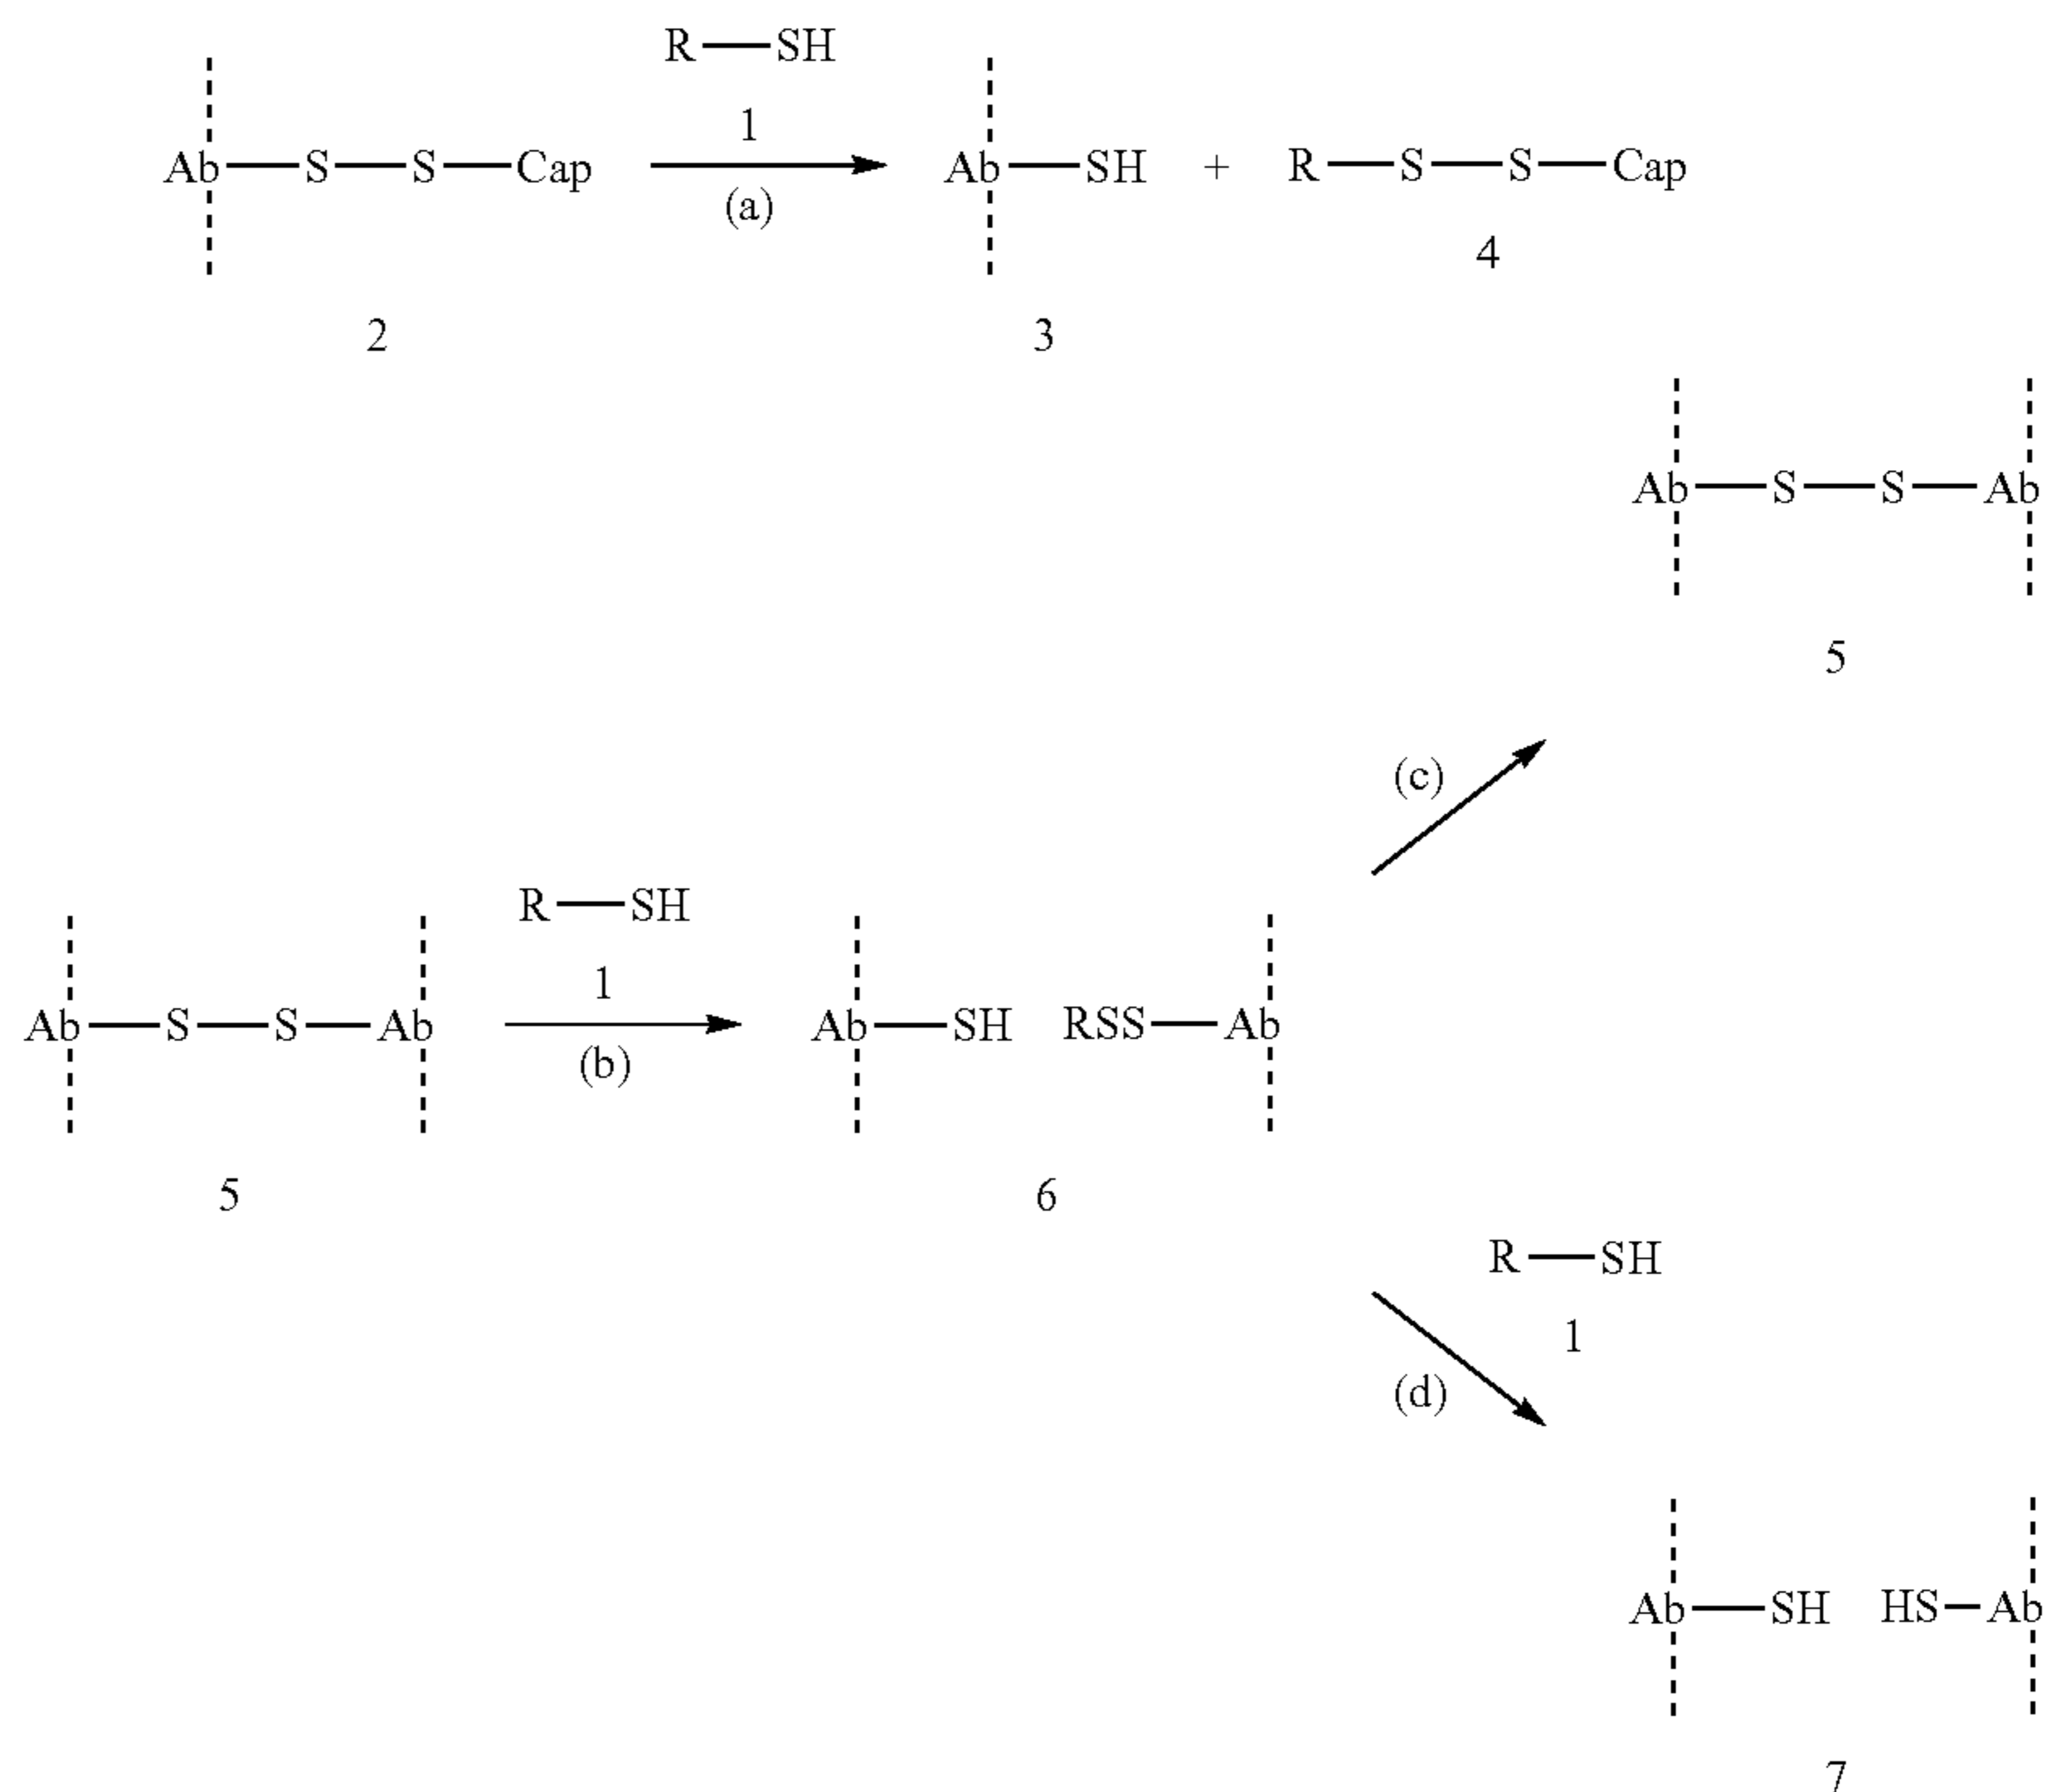 R—SH
1
Ab—S—S—Cap (a) Ab—SH + R—S—S—Cap
2 3 4
Ab—S—S—Ab
5
(c)
R—SH
1
Ab—S—S—Ab (b) Ab—SH RSS—Ab
5 6
R—SH
1
(d)
Ab—SH HS—Ab
7